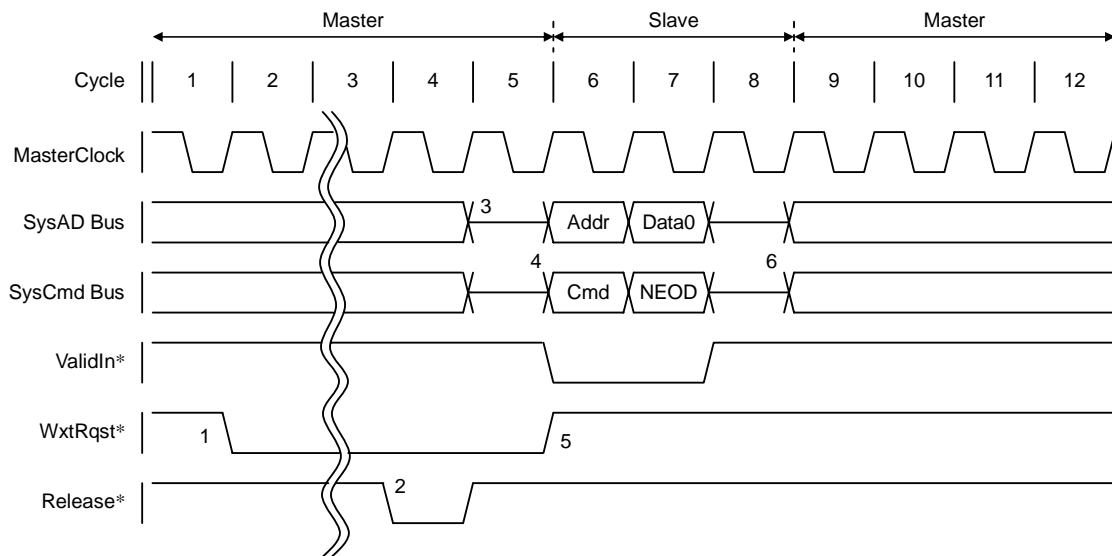 Master Slave Master
Cycle 1 2 3 4 5 6 7 8 9 10 11 12
MasterClock
SysAD Bus 3 Addr Data0
4 6
SysCmd Bus Cmd NEOD
ValidIn*
WxtRqst* 1 5
Release* 2